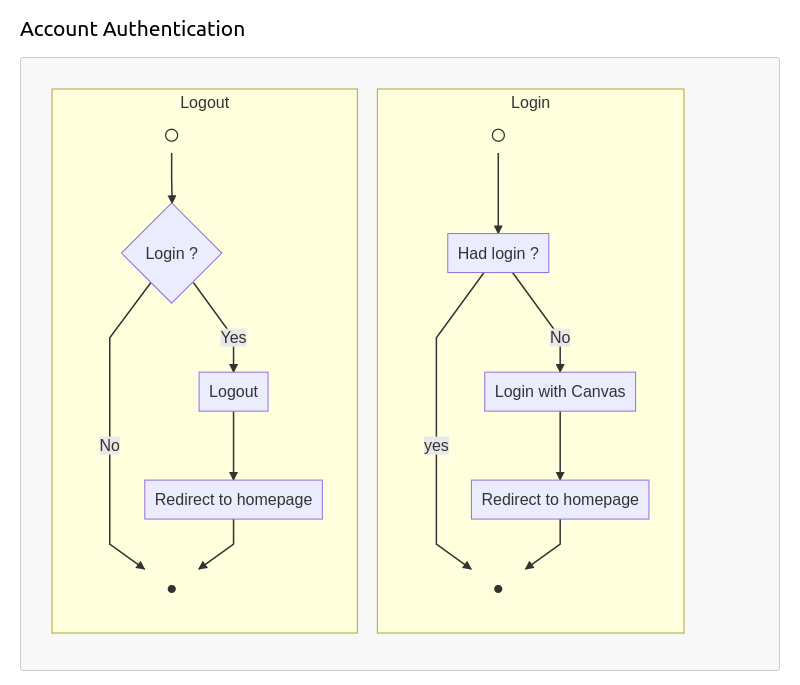 Account Authentication
Logout
Login ?
Yes
Logout
No
Redirect to homepage
Login
Had login ?
No
Login with Canvas
yes
Redirect to homepage